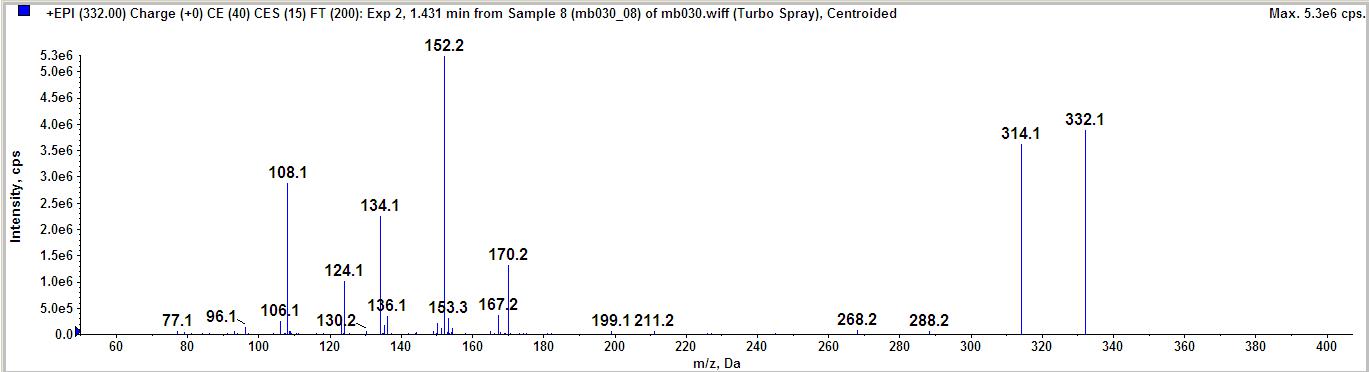 +EPI (332.00) Charge (+0) CE (40) CES (15) FT (200): Exp 2, 1.431 min from Sample 8 (mb030_08) of mb030.wiff (Turbo Spray), Centroided
Max. 5.3e6 cps.
152.2
5.3e6
5.0e6
4.5e6
4.0e6
3.5e6
3.0e6
2.5e6
2.0e6
1.5e6
1.0e6
5.0e5
0.0
Intensity, cps
332.1
314.1
108.1
134.1
170.2
124.1
136.1
153.3
167.2
106.1
96.1
77.1
130.2
199.1
211.2
268.2
288.2
60 80 100 120 140 160 180 200 220 240 260 280 300 320 340 360 380 400
m/z, Da